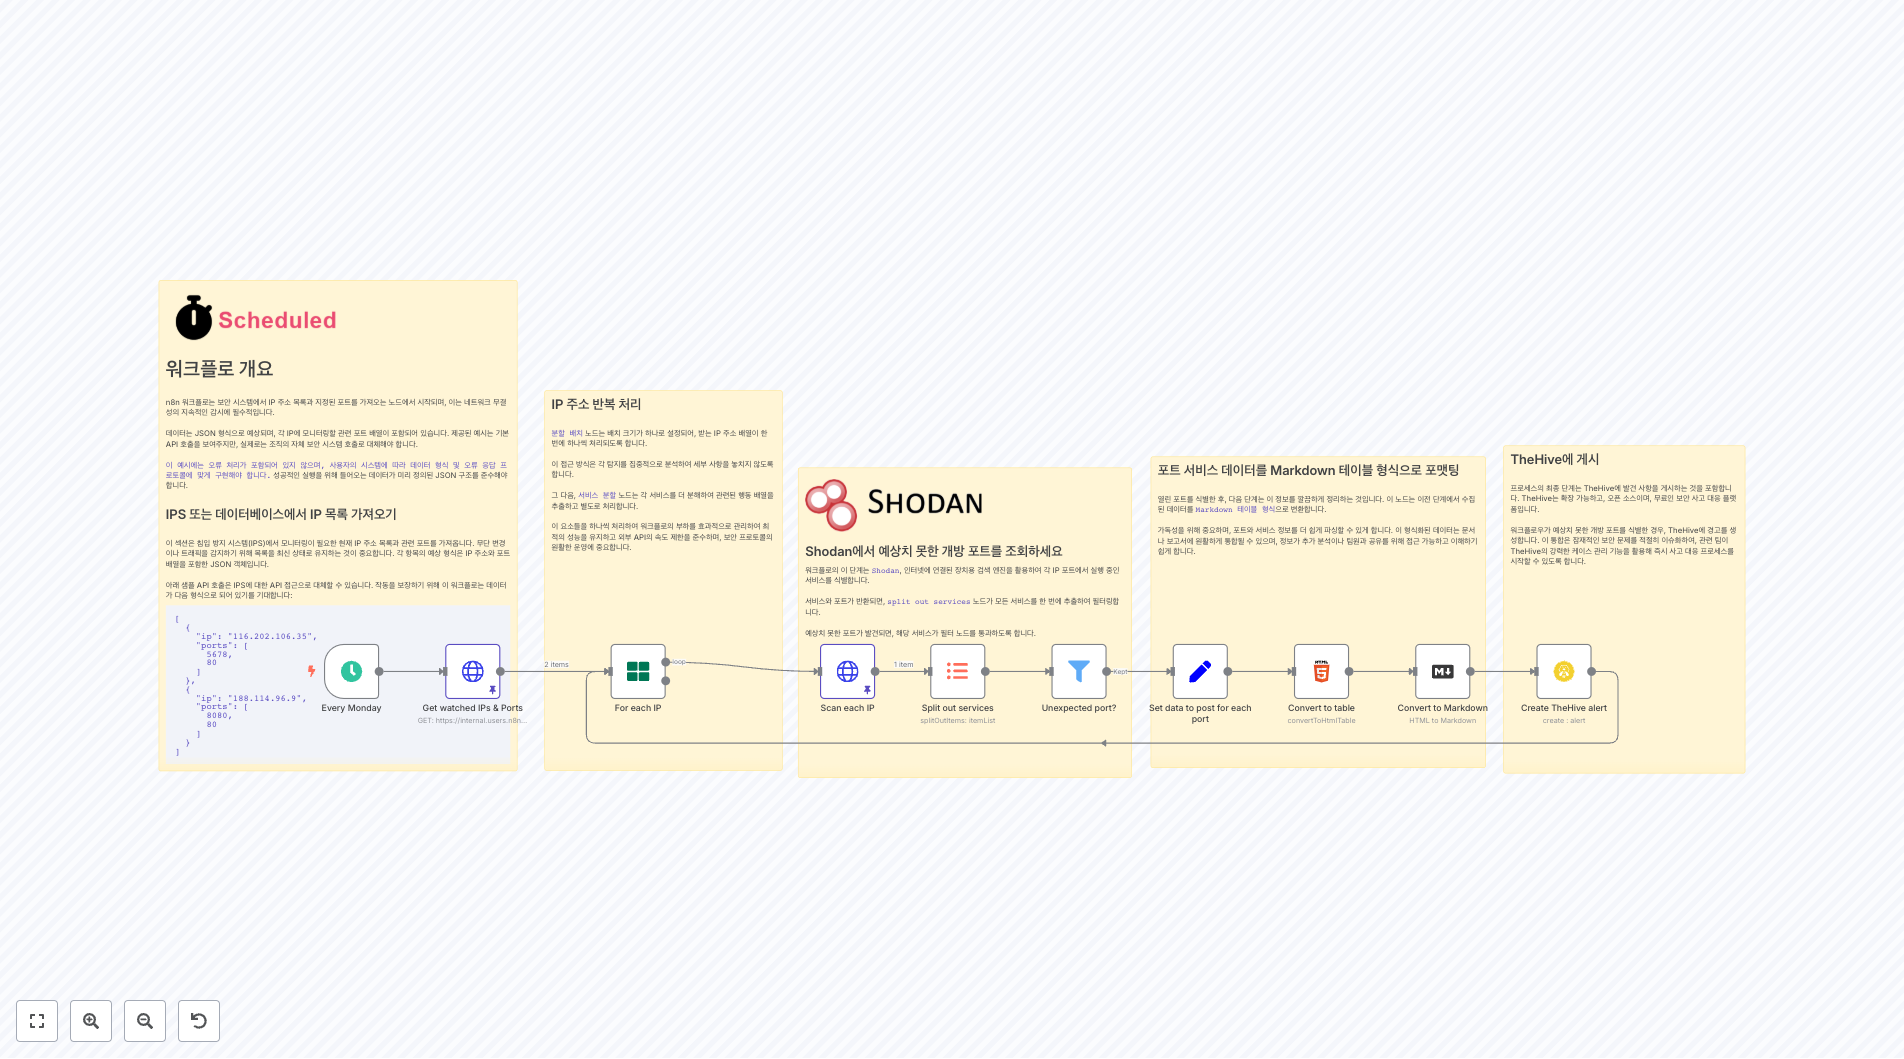 Scheduled
워크플로 개요
n8n 워크플로는 보안 시스템에서 IP 주소 목록과 지정된 포트를 가져오는 노드에서 시작되며, 이는 네트워크 무결
성의 지속적인 감시에 필수적입니다.
데이터는 JSON 형식으로 예상되며, 각 IP에 모니터링할 관련 포트 배열이 포함되어 있습니다. 제공된 예시는 기본
API 호출을 보여주지만, 실제로는 조직의 자체 보안 시스템 호출로 대체해야 합니다.
이 예시에는 오류 처리가 포함되어 있지 않으며, 사용자의 시스템에 따라 데이터 형식 및 오류 응답 프
로토콜에 맞게 구현해야 합니다. 성공적인 실행을 위해 들어오는 데이터가 미리 정의된 JSON 구조를 준수해야
합니다.
IPS 또는 데이터베이스에서 IP 목록 가져오기
이 섹션은 침입 방지 시스템(IPS)에서 모니터링이 필요한 현재 IP 주소 목록과 관련 포트를 가져옵니다. 무단 변경
이나 트래픽을 감지하기 위해 목록을 최신 상태로 유지하는 것이 중요합니다. 각 항목의 예상 형식은 IP 주소와 포트
배열을 포함한 JSON 객체입니다.
아래 샘플 API 호출은 IPS에 대한 API 접근으로 대체할 수 있습니다. 작동을 보장하기 위해 이 워크플로는 데이터
가 다음 형식으로 되어 있기를 기대합니다:
[
{
"ip": "116.202.106.35",
"ports": [
5678,
80
]
},
{
"ip": "188.114.96.9",
"ports": [
8080,
80
]
}
]
Every Monday
Get watched IPs & Ports
GET: https://internal.users.n8n...
2 items
IP 주소 반복 처리
분할 배치 노드는 배치 크기가 하나로 설정되어, 받는 IP 주소 배열이 한
번에 하나씩 처리되도록 합니다.
이 접근 방식은 각 탐지를 집중적으로 분석하여 세부 사항을 놓치지 않도록
합니다.
그 다음, 서비스 분할 노드는 각 서비스를 더 분해하여 관련된 행동 배열을
추출하고 별도로 처리합니다.
이 요소들을 하나씩 처리하여 워크플로의 부하를 효과적으로 관리하여 최
적의 성능을 유지하고 외부 API의 속도 제한을 준수하며, 보안 프로토콜의
원활한 운영에 중요합니다.
For each IP
loop
SHODAN
Shodan에서 예상치 못한 개방 포트를 조회하세요
워크플로의 이 단계는 Shodan, 인터넷에 연결된 장치용 검색 엔진을 활용하여 각 IP 포트에서 실행 중인
서비스를 식별합니다.
서비스와 포트가 반환되면, split out services 노드가 모든 서비스를 한 번에 추출하여 필터링합
니다.
예상치 못한 포트가 발견되면, 해당 서비스가 필터 노드를 통과하도록 합니다.
Scan each IP
1 item
Split out services
splitOutItems: itemList
Unexpected port?
Kept
포트 서비스 데이터를 Markdown 테이블 형식으로 포맷팅
열린 포트를 식별한 후, 다음 단계는 이 정보를 깔끔하게 정리하는 것입니다. 이 노드는 이전 단계에서 수집
된 데이터를 Markdown 테이블 형식으로 변환합니다.
가독성을 위해 중요하며, 포트와 서비스 정보를 더 쉽게 파싱할 수 있게 합니다. 이 형식화된 데이터는 문서
나 보고서에 원활하게 통합될 수 있으며, 정보가 추가 분석이나 팀원과 공유를 위해 접근 가능하고 이해하기
쉽게 합니다.
Set data to post for each
port
Convert to table
convertToHtmlTable
Convert to Markdown
HTML to Markdown
TheHive에 게시
프로세스의 최종 단계는 TheHive에 발견 사항을 게시하는 것을 포함합니
다. TheHive는 확장 가능하고, 오픈 소스이며, 무료인 보안 사고 대응 플랫
폼입니다.
워크플로우가 예상치 못한 개방 포트를 식별한 경우, TheHive에 경고를 생
성합니다. 이 통합은 잠재적인 보안 문제를 적절히 이슈화하여, 관련 팀이
TheHive의 강력한 케이스 관리 기능을 활용해 즉시 사고 대응 프로세스를
시작할 수 있도록 합니다.
Create TheHive alert
create : alert